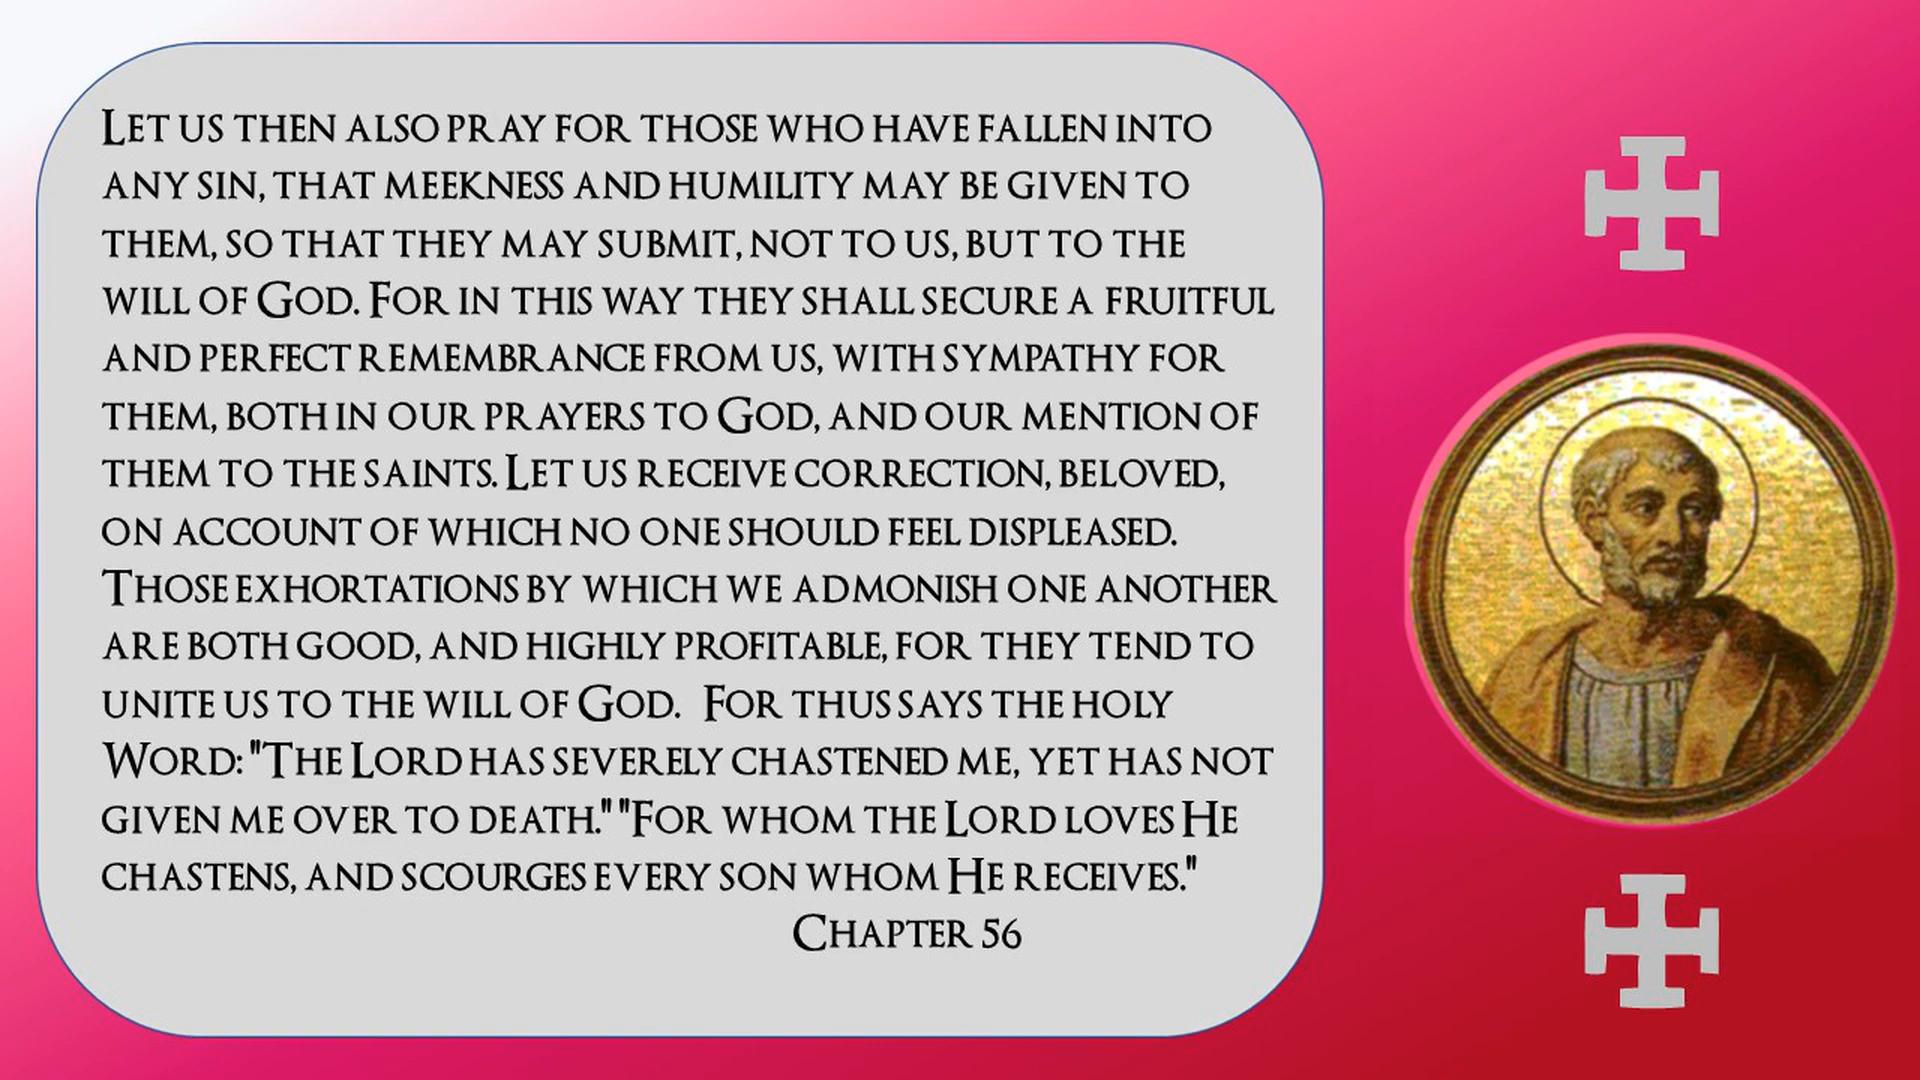 Let us then also pray for those who have fallen into
any sin, that meekness and humility may be given to
them, so that they may submit, not to us, but to the
will of God. For in this way they shall secure a fruitful
and perfect remembrance from us, with sympathy for
them, both in our prayers to God, and our mention of
them to the saints. Let us receive correction, beloved,
on account of which no one should feel displeased.
Those exhortations by which we admonish one another
are both good, and highly profitable, for they tend to
unite us to the will of God.  For thus says the holy
Word: "The Lord has severely chastened me, yet has not
given me over to death." "For whom the Lord loves He
chastens, and scourges every son whom He receives."
Chapter 56